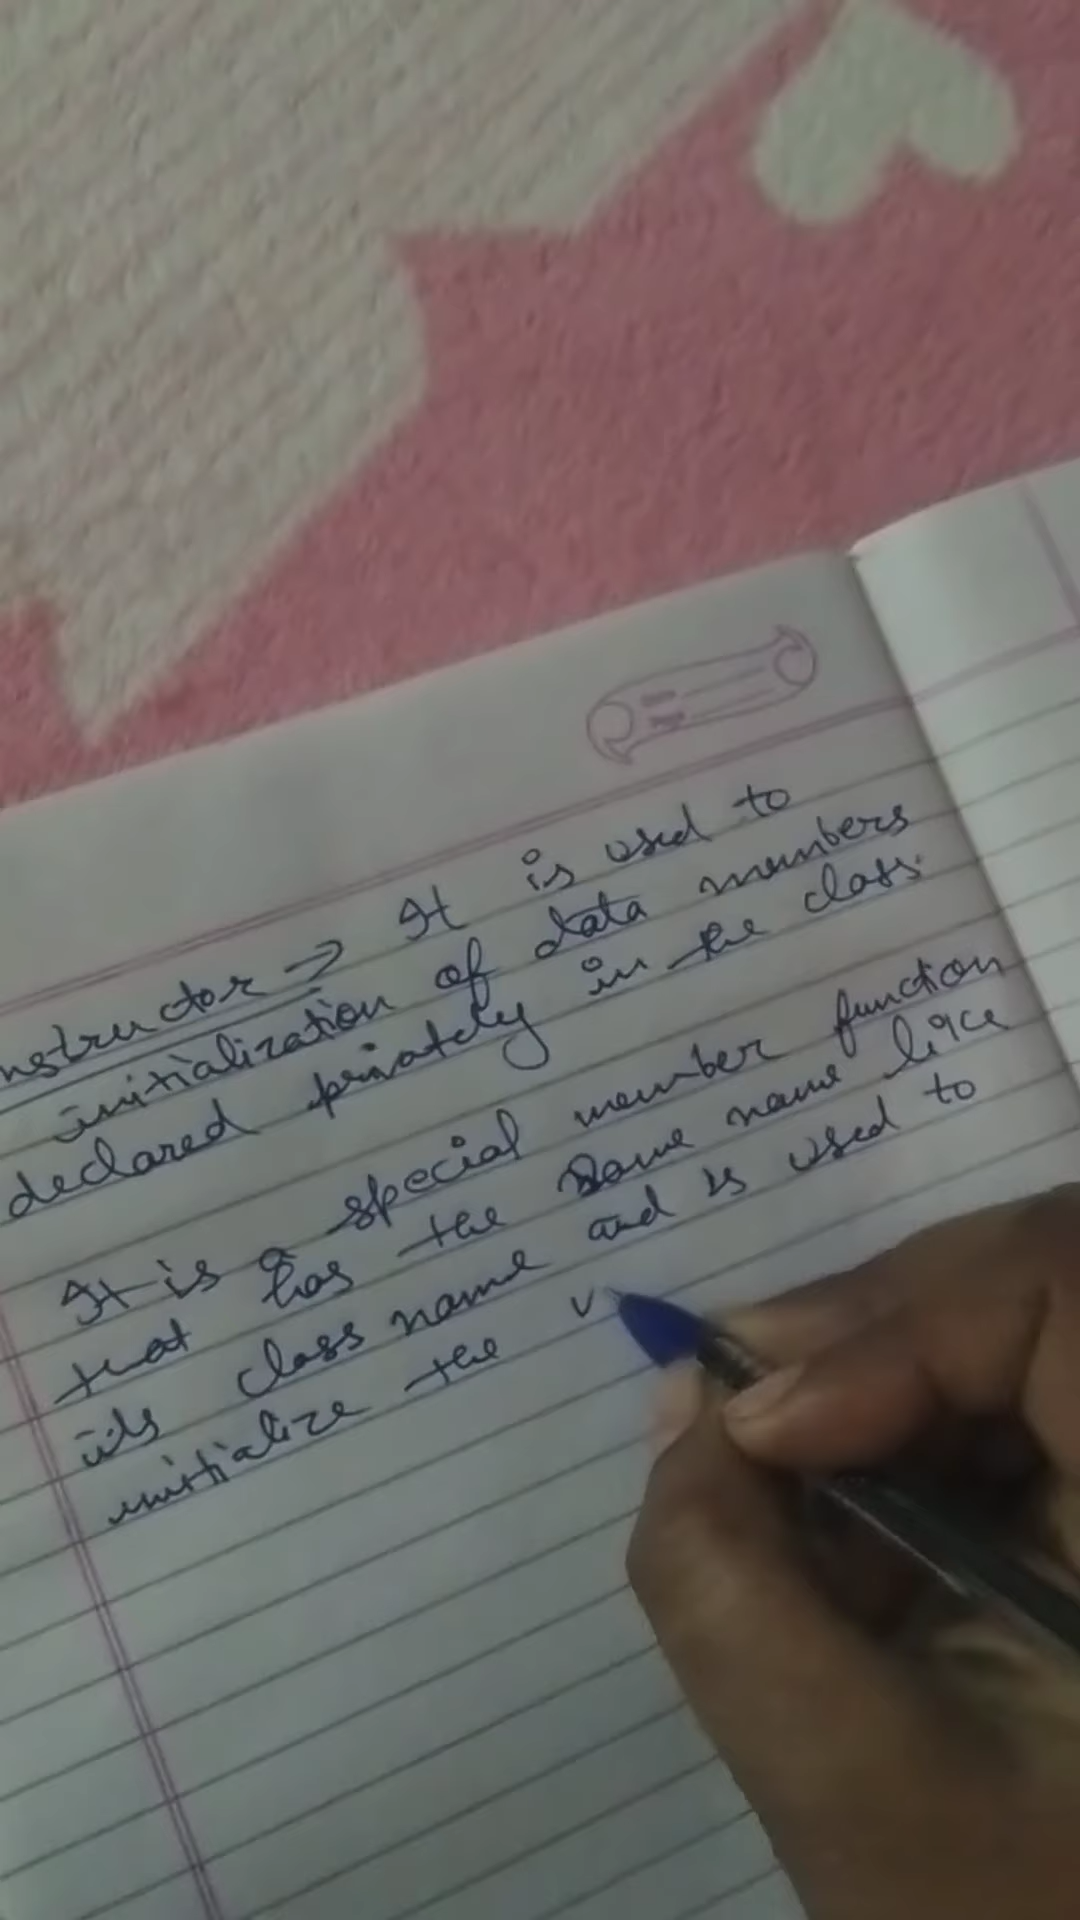 nstructor → It is used to
initialization of data members
declared privately in the class.
It is a special member function
that has the same name like
its class name and is used to
initialize the v